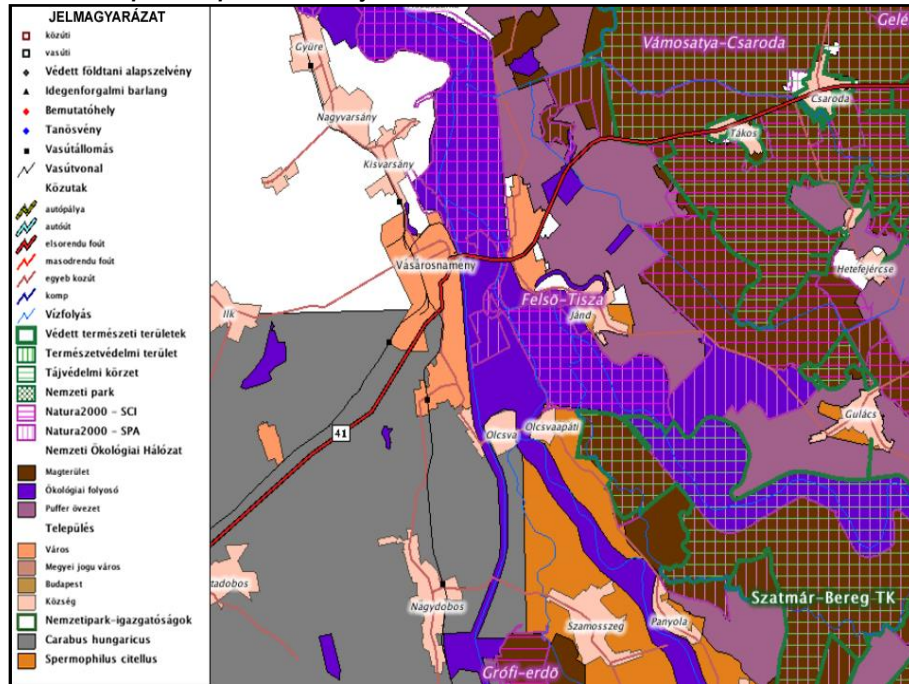 JELMAGYARÁZAT
közúti
vasúti
Védett földtani alapszelvény
Idegenforgalmi barlang
Bemutatóhely
Tanösvény
Vasútállomás
Vasútvonal
Közutak
autópálya
autóút
elsorendu foút
masodrendu foút
egyeb kozút
komp
Vízfolyás
Védett természeti területek
Természetvédelmi terület
Tájvédelmi körzet
Nemzeti park
Natura2000 - SCI
Natura2000 - SPA
Nemzeti Ökológiai Hálózat
Magterület
Ökológiai folyosó
Puffer övezet
Település
Város
Megyei jogu város
Budapest
Község
Nemzetipark-igazgatóságok
Carabus hungaricus
Spermophilus citellus
Gyüre
Vámosatya-Csaroda
Gelé
Nagyvarsány
Csaroda
Tákos
Kisvarsány
Vásárosnamény
Hetefejércse
Felsõ-Tisza
Ilk
Jánd
Gulács
Olcsva
Olcsvaapáti
41
tadobos
Nagydobos
Szamosszeg
Panyola
Szatmár-Bereg TK
Grófi-erdõ